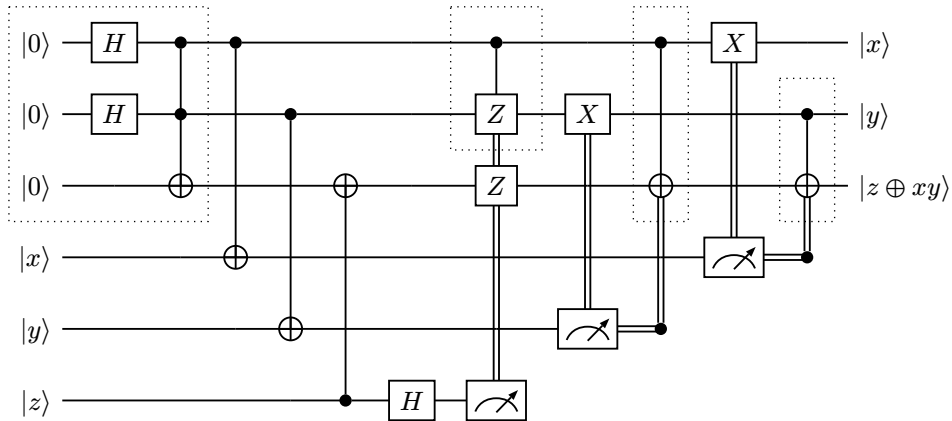 |0⟩ H X |x⟩
|0⟩ H Z X |y⟩
|0⟩ Z |z ⊕ xy⟩
|x⟩
|y⟩
|z⟩ H